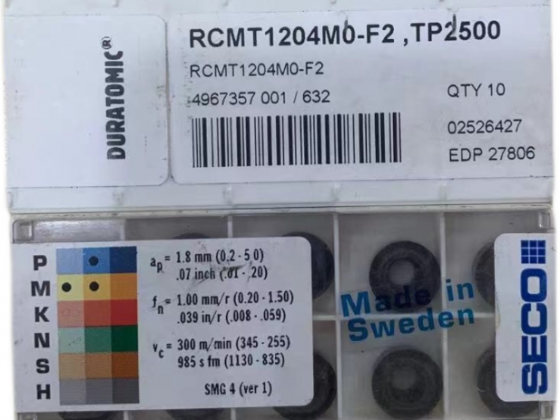 DURATOMIC®
RCMT1204M0-F2 ,TP2500
RCMT1204M0-F2
4967357 001 / 632
QTY 10
02526427
EDP 27806
P
M
K
N
S
H
ap = 1.8 mm (0.2 - 5.0)
.07 inch (.01 - .20)
fn = 1.00 mm/r (0.20 - 1.50)
.039 in/r (.008 - .059)
vc = 300 m/min (345 - 255)
985 s fm (1130 - 835)
SMG 4 (ver 1)
Made in
Sweden
SECO